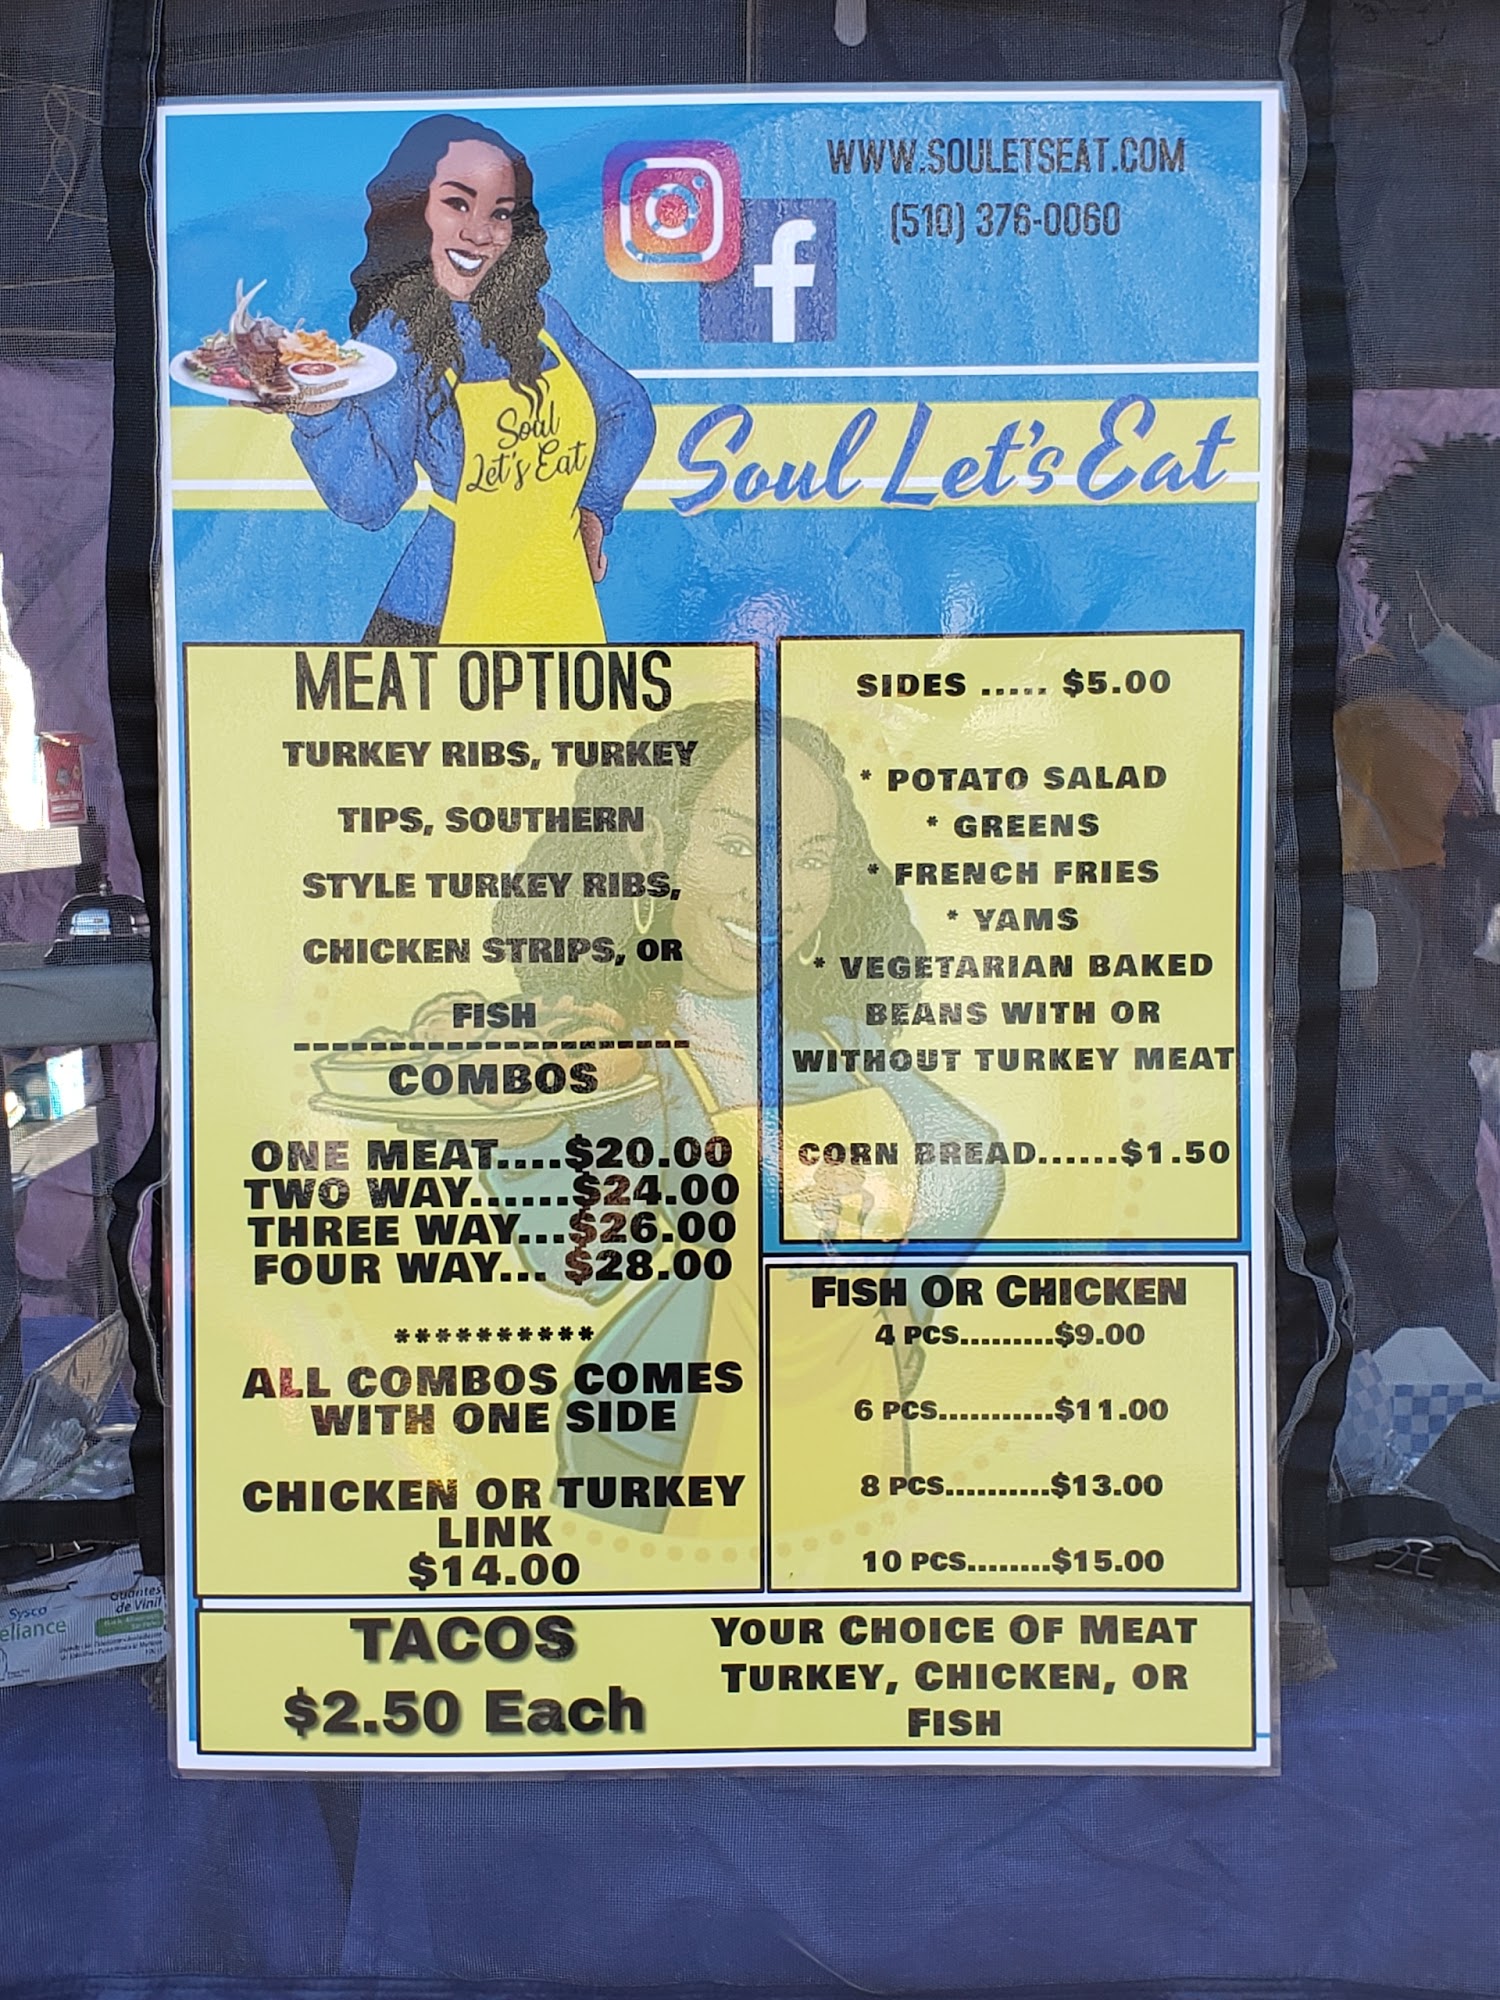 WWW.SOULETSEAT.COM
(510) 376-0060
Soul
Let's Eat
Soul Let's Eat
MEAT OPTIONS
TURKEY RIBS, TURKEY
TIPS, SOUTHERN
STYLE TURKEY RIBS,
CHICKEN STRIPS, OR
FISH
--------------------
COMBOS
ONE MEAT....$20.00
TWO WAY......$24.00
THREE WAY...$26.00
FOUR WAY... $28.00
**********
ALL COMBOS COMES
WITH ONE SIDE
CHICKEN OR TURKEY
LINK
$14.00
SIDES ..... $5.00
* POTATO SALAD
* GREENS
* FRENCH FRIES
* YAMS
* VEGETARIAN BAKED
BEANS WITH OR
WITHOUT TURKEY MEAT
CORN BREAD......$1.50
FISH OR CHICKEN
4 PCS.........$9.00
6 PCS...........$11.00
8 PCS..........$13.00
10 PCS........$15.00
TACOS
$2.50 Each
YOUR CHOICE OF MEAT
TURKEY, CHICKEN, OR
FISH
Sysco
eliance
Guantes
de Vinil